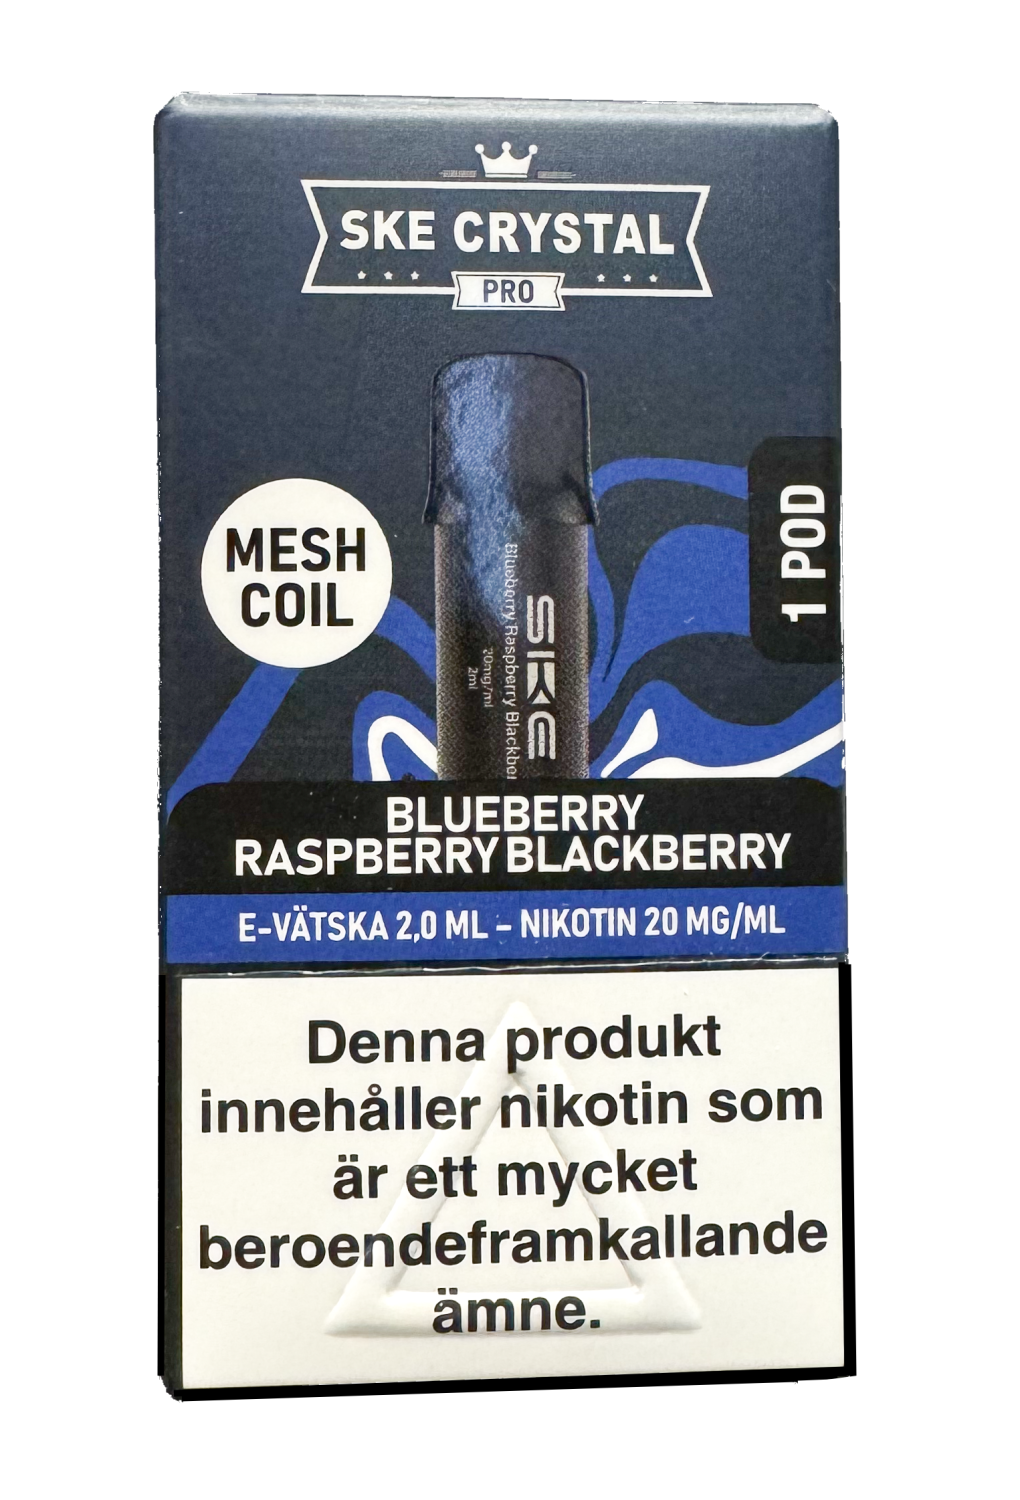 SKE CRYSTAL
PRO
MESH
COIL
1 POD
SKE
Blueberry Raspberry
20mg/ml
2ml
BLUEBERRY
RASPBERRY BLACKBERRY
E-VÄTSKA 2,0 ML – NIKOTIN 20 MG/ML
Denna produkt
innehåller nikotin som
är ett mycket
beroendeframkallande
ämne.